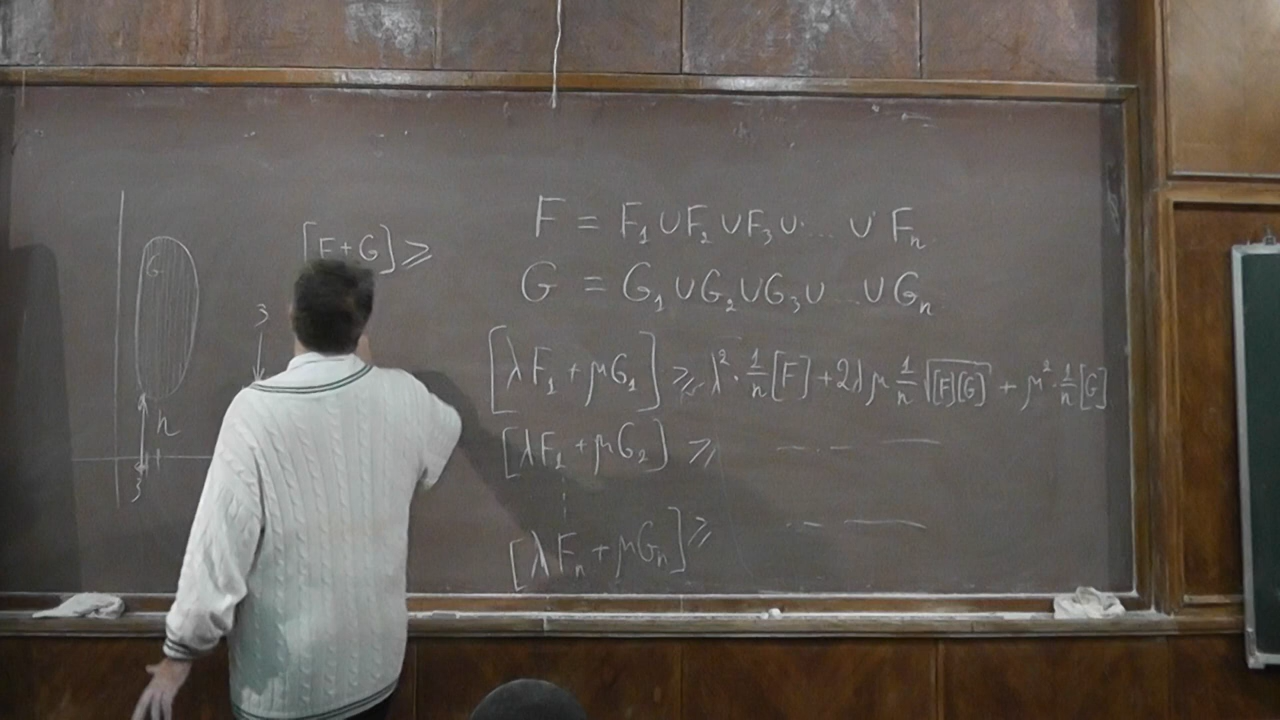 [F+G] ≥
G
3
h
3
F = F₁ ∪ F₂ ∪ F₃ ∪ ... ∪ Fₙ
G = G₁ ∪ G₂ ∪ G₃ ∪ ... ∪ Gₙ
[λF₁ + μG₁] ≥ λ² · 1/n [F] + 2λμ 1/n √[F][G] + μ² · 1/n [G]
[λF₂ + μG₂] ≥ — · — —
[λFₙ + μGₙ] ≥ · — —